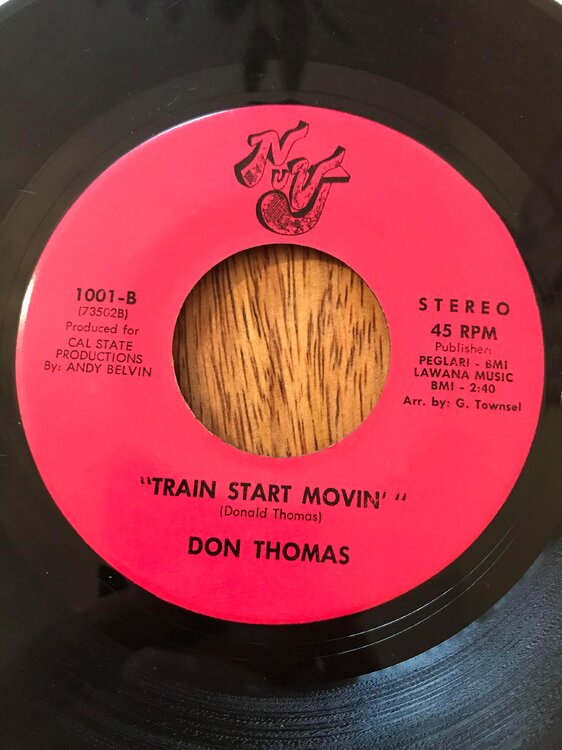 NUVJ
1001-B
(73502B)
Produced for
CAL STATE
PRODUCTIONS
By: ANDY BELVIN
STEREO
45 RPM
Publisher:
PEGLARI - BMI
LAWANA MUSIC
BMI - 2:40
Arr. by: G. Townsel
"TRAIN START MOVIN' "
(Donald Thomas)
DON THOMAS